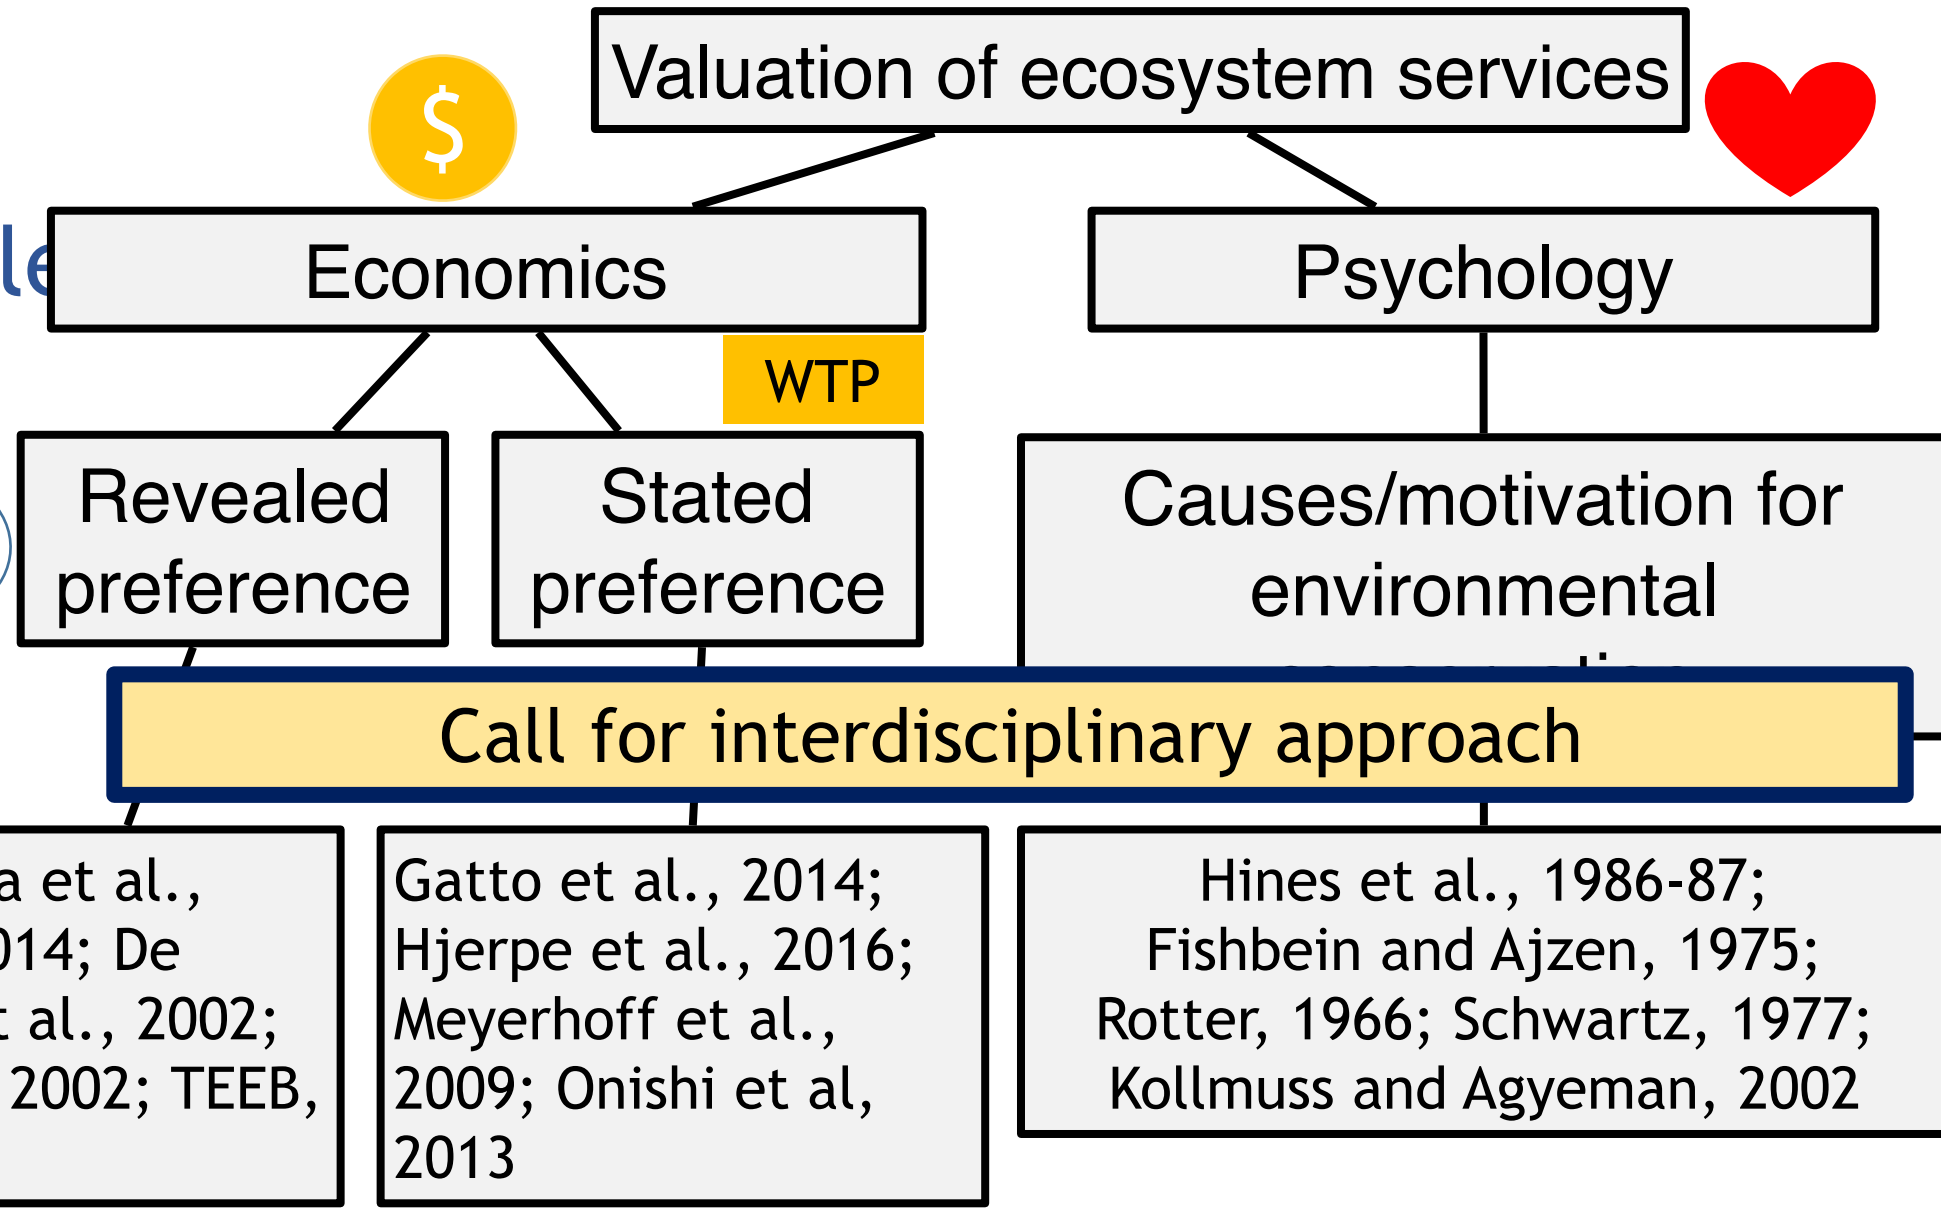 Valuation of ecosystem services
$
Economics
Psychology
WTP
Revealed
preference
Stated
preference
Causes/motivation for
environmental
Call for interdisciplinary approach
et al.,
De
al., 2002;
2002; TEEB,
Gatto et al., 2014;
Hjerpe et al., 2016;
Meyerhoff et al.,
2009; Onishi et al,
2013
Hines et al., 1986-87;
Fishbein and Ajzen, 1975;
Rotter, 1966; Schwartz, 1977;
Kollmuss and Agyeman, 2002